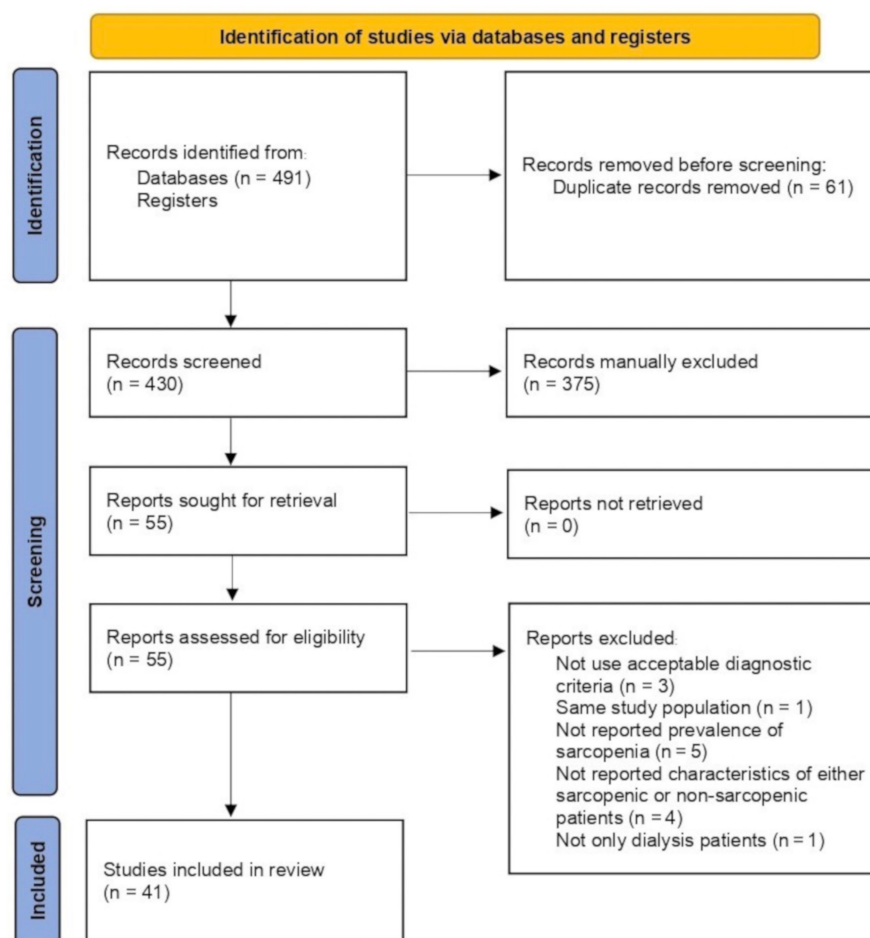 Identification of studies via databases and registers
Identification
Records identified from:
Databases (n = 491)
Registers
Records removed before screening:
Duplicate records removed (n = 61)
Screening
Records screened
(n = 430)
Records manually excluded
(n = 375)
Reports sought for retrieval
(n = 55)
Reports not retrieved
(n = 0)
Reports assessed for eligibility
(n = 55)
Reports excluded:
Not use acceptable diagnostic
criteria (n = 3)
Same study population (n = 1)
Not reported prevalence of
sarcopenia (n = 5)
Not reported characteristics of either
sarcopenic or non-sarcopenic
patients (n = 4)
Not only dialysis patients (n = 1)
Included
Studies included in review
(n = 41)